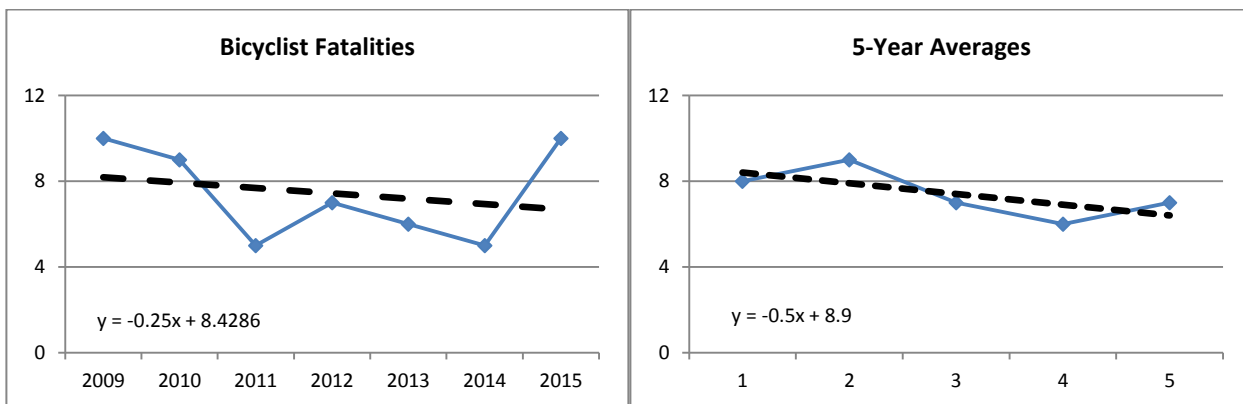 Bicyclist Fatalities
12
8
4
0
y = -0.25x + 8.4286
2009 2010 2011 2012 2013 2014 2015
5-Year Averages
12
8
4
0
y = -0.5x + 8.9
1 2 3 4 5